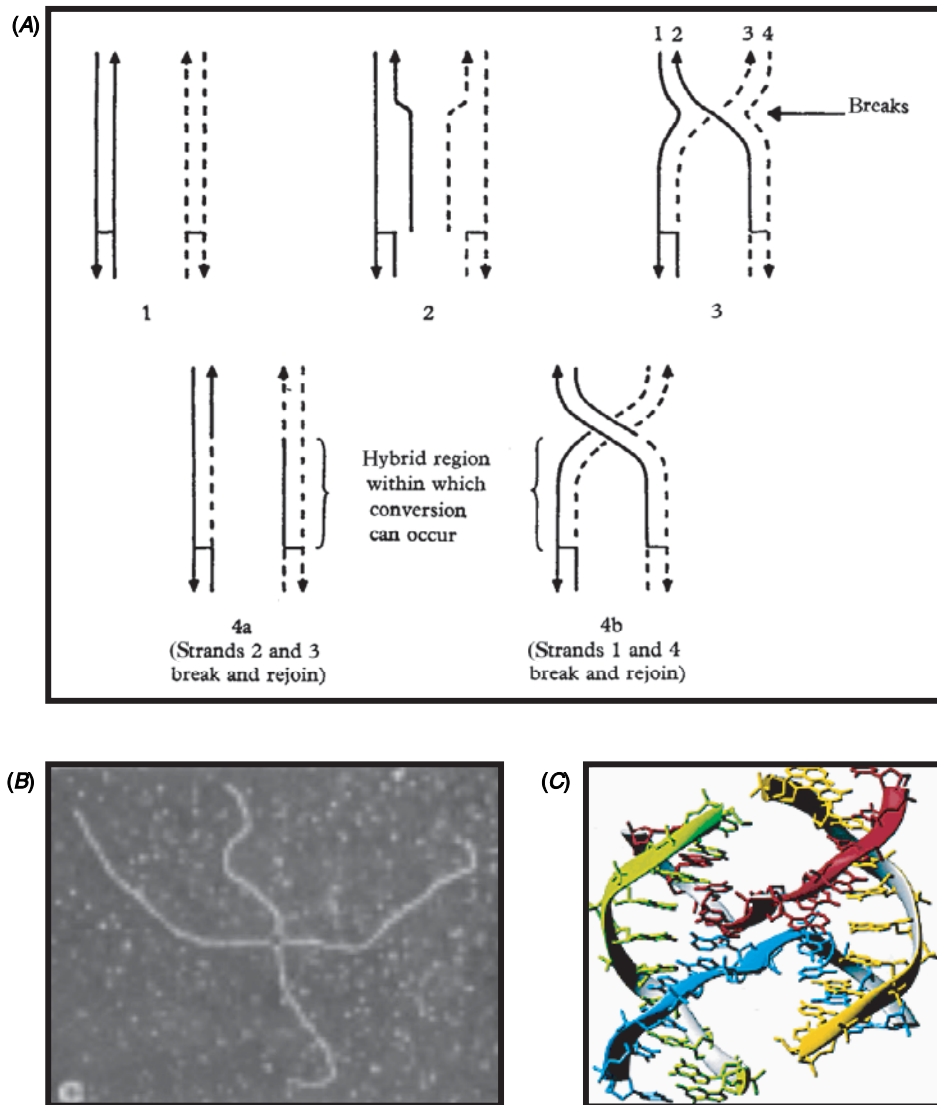 (A)
1 2 3 4
Breaks
1
2
3
Hybrid region
within which
conversion
can occur
4a
(Strands 2 and 3
break and rejoin)
4b
(Strands 1 and 4
break and rejoin)
(B)
(C)